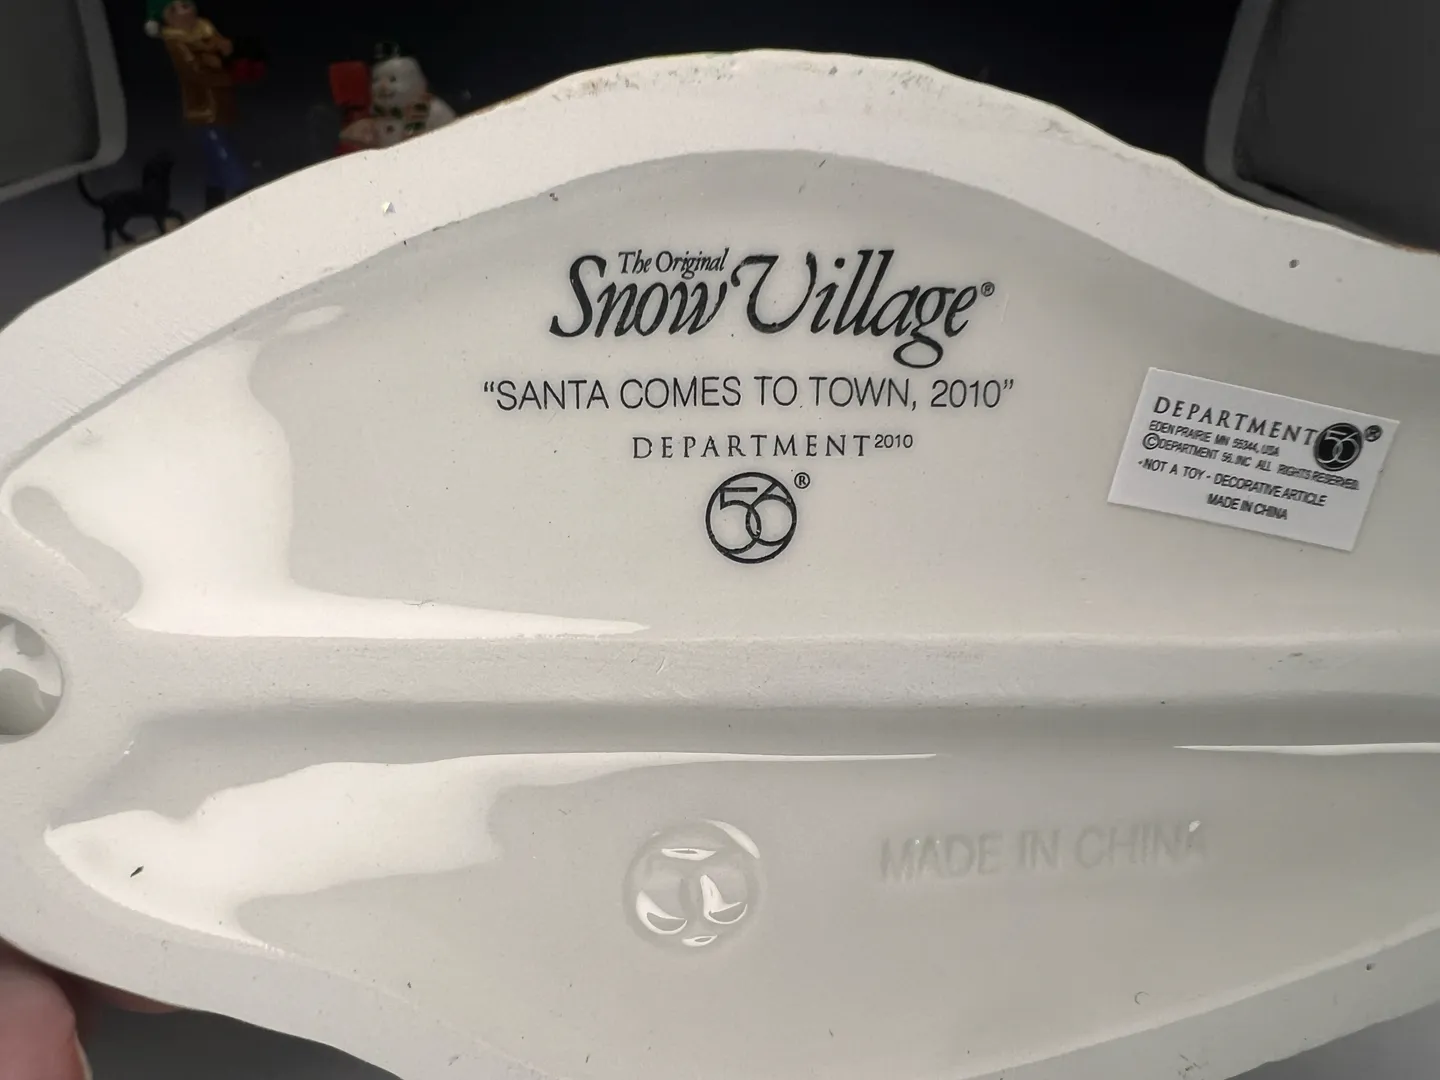 The Original
Snow Village®
“SANTA COMES TO TOWN, 2010”
DEPARTMENT 2010
56®
DEPARTMENT 56®
EDEN PRAIRIE MN 55344, USA
©DEPARTMENT 56, INC ALL RIGHTS RESERVED.
-NOT A TOY - DECORATIVE ARTICLE
MADE IN CHINA
MADE IN CHINA